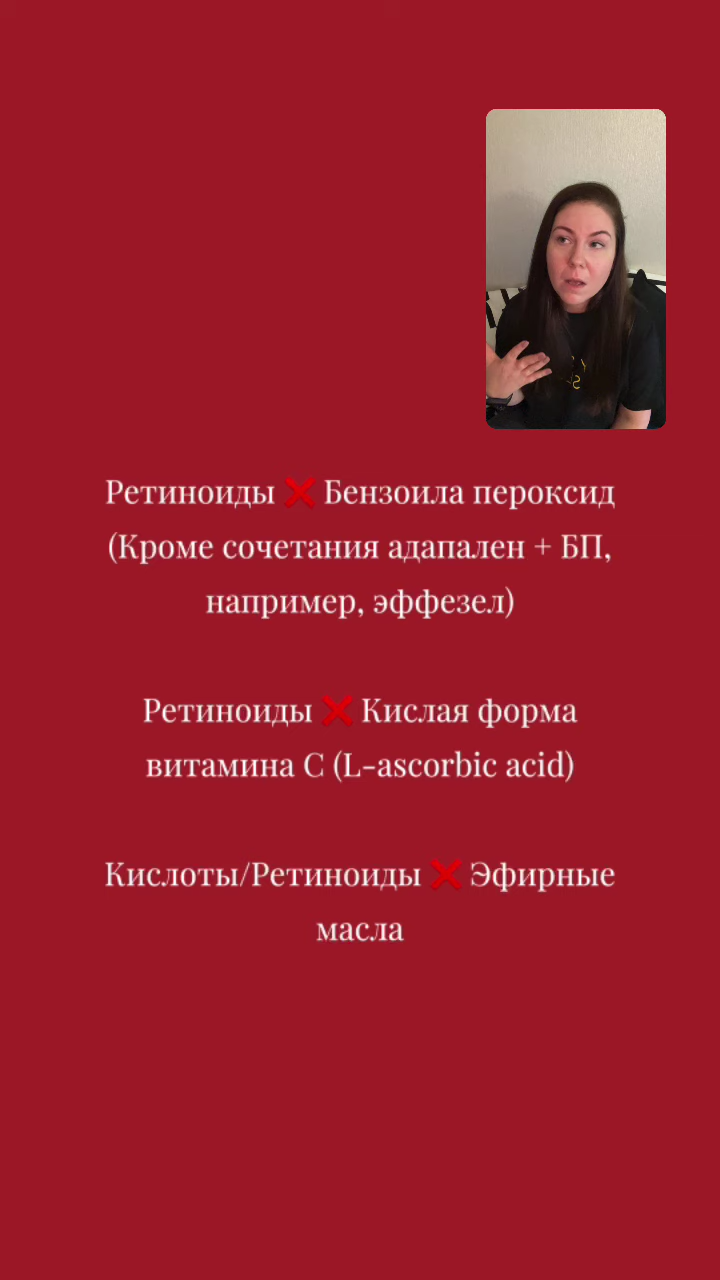 Ретиноиды ❌ Бензоила пероксид
(Кроме сочетания адапален + БП,
например, эффезел)
Ретиноиды ❌ Кислая форма
витамина С (L-ascorbic acid)
Кислоты/Ретиноиды ❌ Эфирные
масла